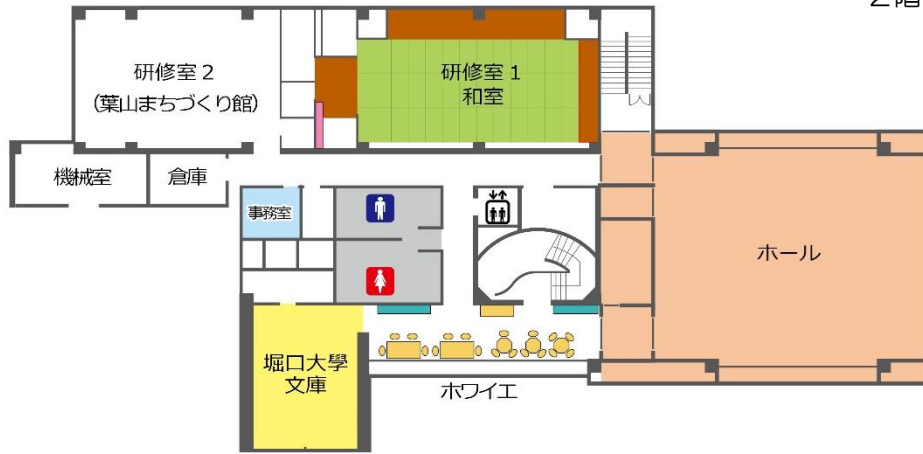 2階
研修室２
(葉山まちづくり館)
研修室１
和室
機械室
倉庫
事務室
ホール
堀口大學
文庫
ホワイエ